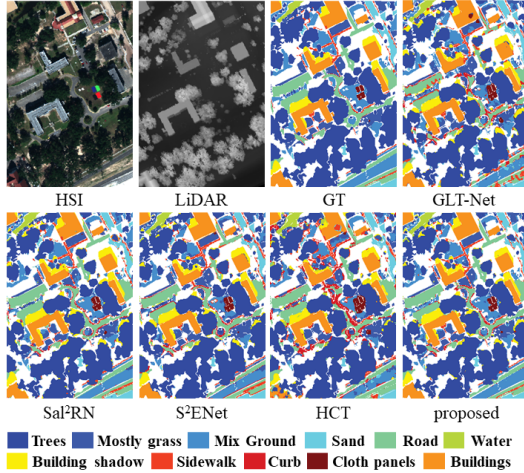 HSI LiDAR GT GLT-Net
Sal²RN S²ENet HCT proposed
Trees Mostly grass Mix Ground Sand Road Water
Building shadow Sidewalk Curb Cloth panels Buildings